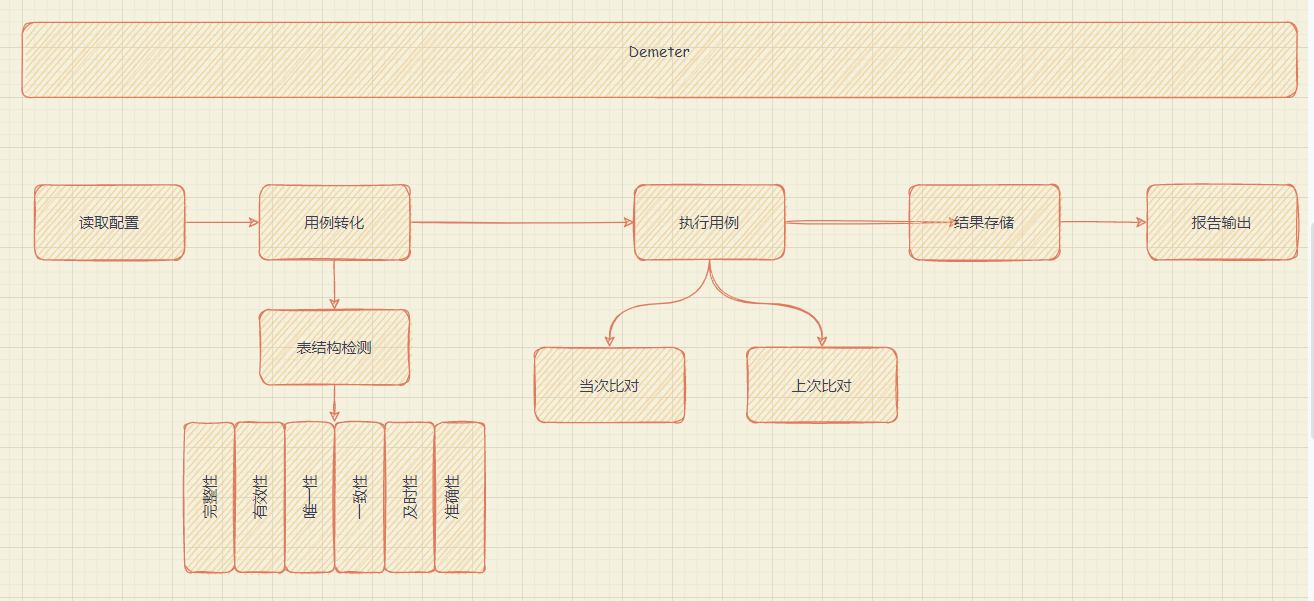 Demeter
读取配置
用例转化
执行用例
结果存储
报告输出
表结构检测
当次比对
上次比对
完整性
有效性
唯一性
一致性
及时性
准确性